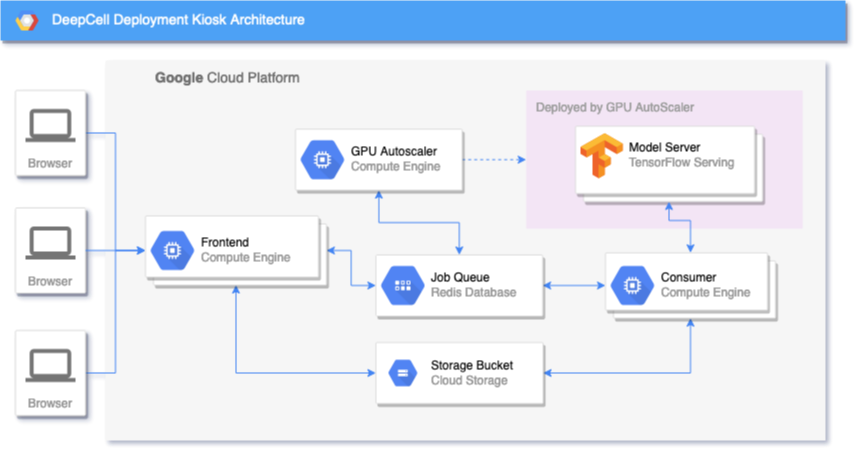 DeepCell Deployment Kiosk Architecture
Google Cloud Platform
Deployed by GPU AutoScaler
Browser
GPU Autoscaler
Compute Engine
Model Server
TensorFlow Serving
Browser
Frontend
Compute Engine
Job Queue
Redis Database
Consumer
Compute Engine
Browser
Storage Bucket
Cloud Storage